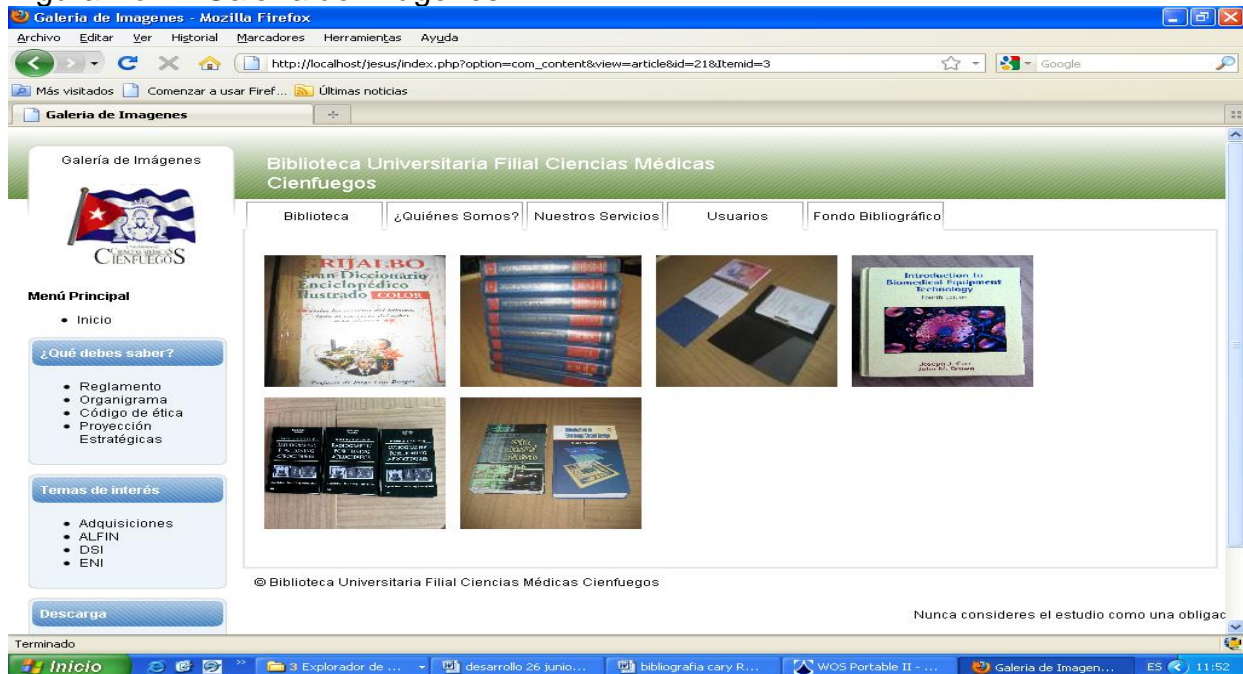 Galeria de Imagenes - Mozilla Firefox
Archivo Editar Ver Historial Marcadores Herramientas Ayuda
http://localhost/jesus/index.php?option=com_content&view=article&id=21&Itemid=3
Google
Más visitados Comenzar a usar Firef... Últimas noticias
Galeria de Imagenes
Galería de Imágenes
CIENFUEGOS
Menú Principal
Inicio
¿Qué debes saber?
Reglamento
Organigrama
Código de ética
Proyección
Estratégicas
Temas de interés
Adquisiciones
ALFIN
DSI
ENI
Descarga
Biblioteca Universitaria Filial Ciencias Médicas
Cienfuegos
Biblioteca ¿Quiénes Somos? Nuestros Servicios Usuarios Fondo Bibliográfico
RIJALBO
Gran Diccionario
Enciclopédico
Ilustrado COLOR
Introduction to
Biomedical Equipment
Technology
© Biblioteca Universitaria Filial Ciencias Médicas Cienfuegos
Nunca consideres el estudio como una obligac
Terminado
Inicio 3 Explorador de ... desarrollo 26 junio... bibliografia cary R... WOS Portable II - ... Galeria de Imagen... ES 11:52